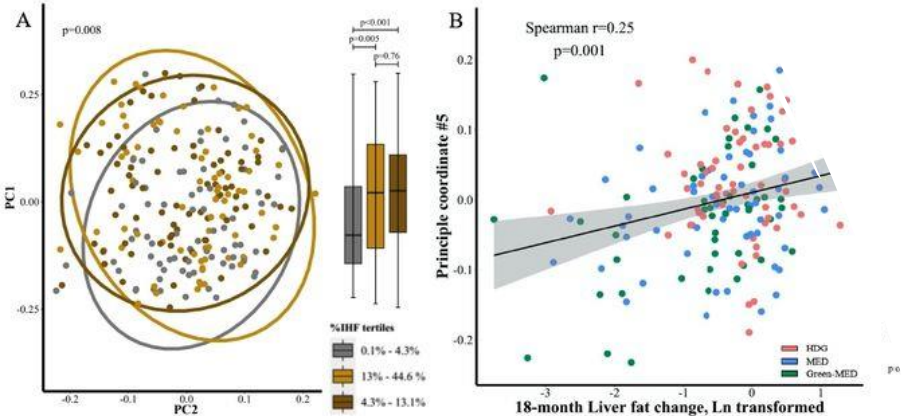 A
p=0.008
p<0.001
p=0.005
p=0.76
0.25
0.00
-0.25
PC1
-0.2
-0.1
0.0
0.1
0.2
PC2
%IHF tertiles
0.1% - 4.3%
13% - 44.6 %
4.3% - 13.1%
B
Spearman r=0.25
p=0.001
0.2
0.1
0.0
-0.1
-0.2
Principle coordinate #5
HDG
MED
Green-MED
-3
-2
-1
0
1
18-month Liver fat change, Ln transformed